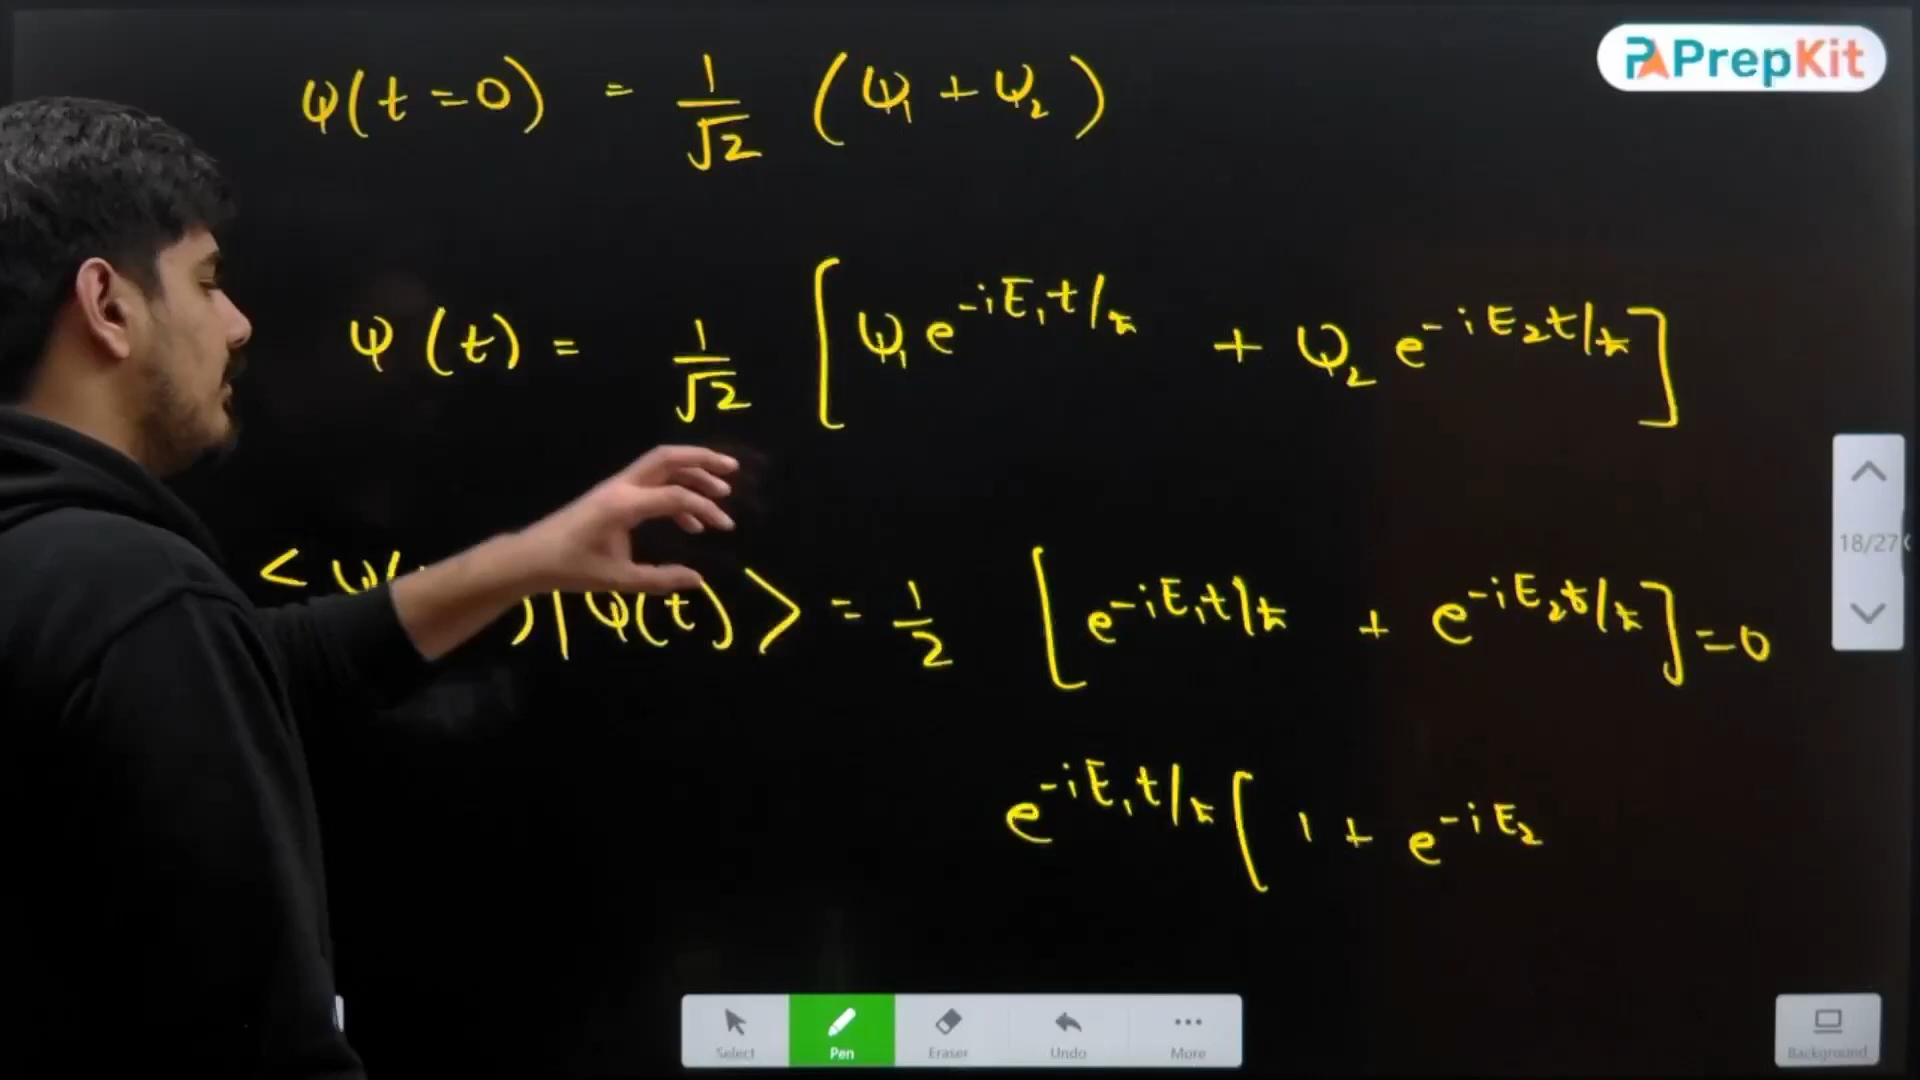 PrepKit
ψ(t=0) = 1/√2 (ψ₁ + ψ₂)
ψ(t) = 1/√2 [ψ₁ e^{-iE₁t/ħ} + ψ₂ e^{-iE₂t/ħ}]
<ψ( )|ψ(t)> = 1/2 [e^{-iE₁t/ħ} + e^{-iE₂t/ħ}] = 0
e^{-iE₁t/ħ} [1 + e^{-iE₂
18/27
Select Pen Eraser Undo More
Background